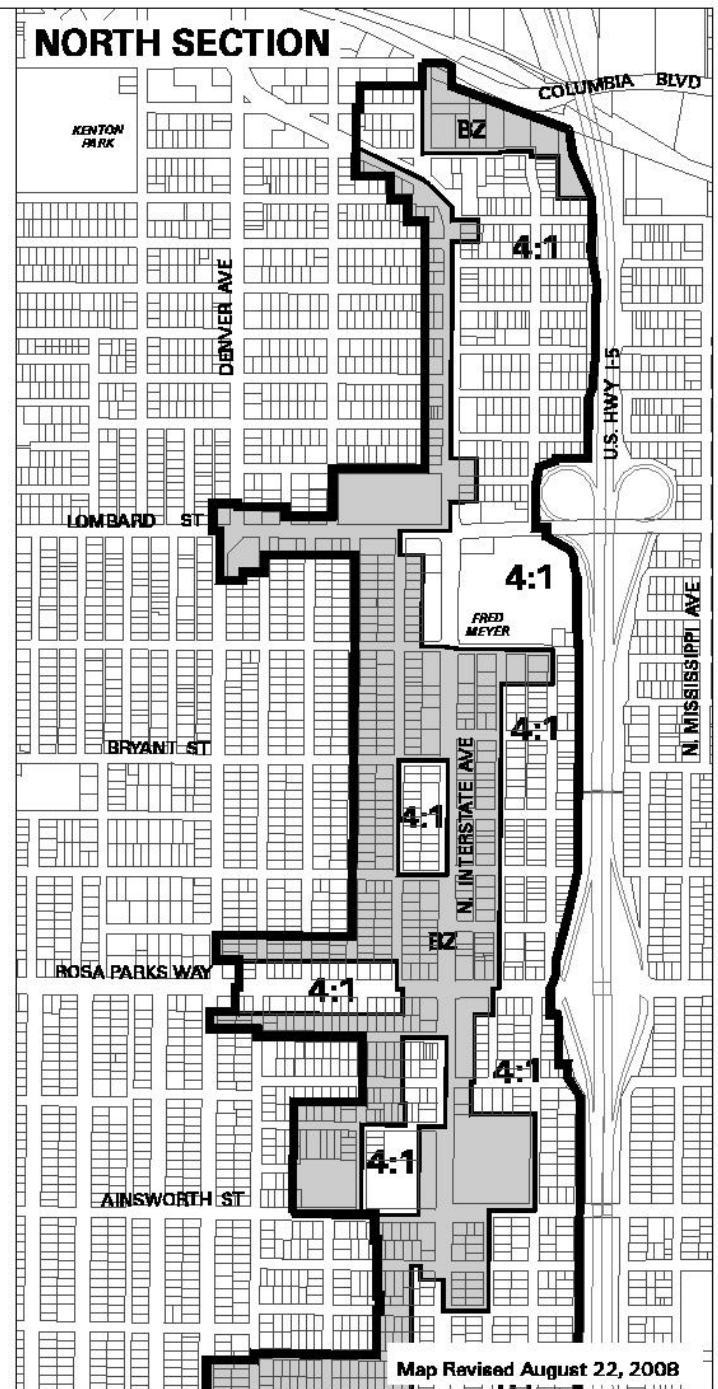 NORTH SECTION
COLUMBIA BLVD
KENTON
PARK
BZ
4:1
DENVER AVE
U.S. HWY I-5
LOMBARD ST
4:1
FRED
MEYER
N. MISSISSIPPI AVE
4:1
BRYANT ST
N. INTERSTATE AVE
4:1
BZ
ROSA PARKS WAY
4:1
4:1
4:1
AINSWORTH ST
Map Revised August 22, 2008